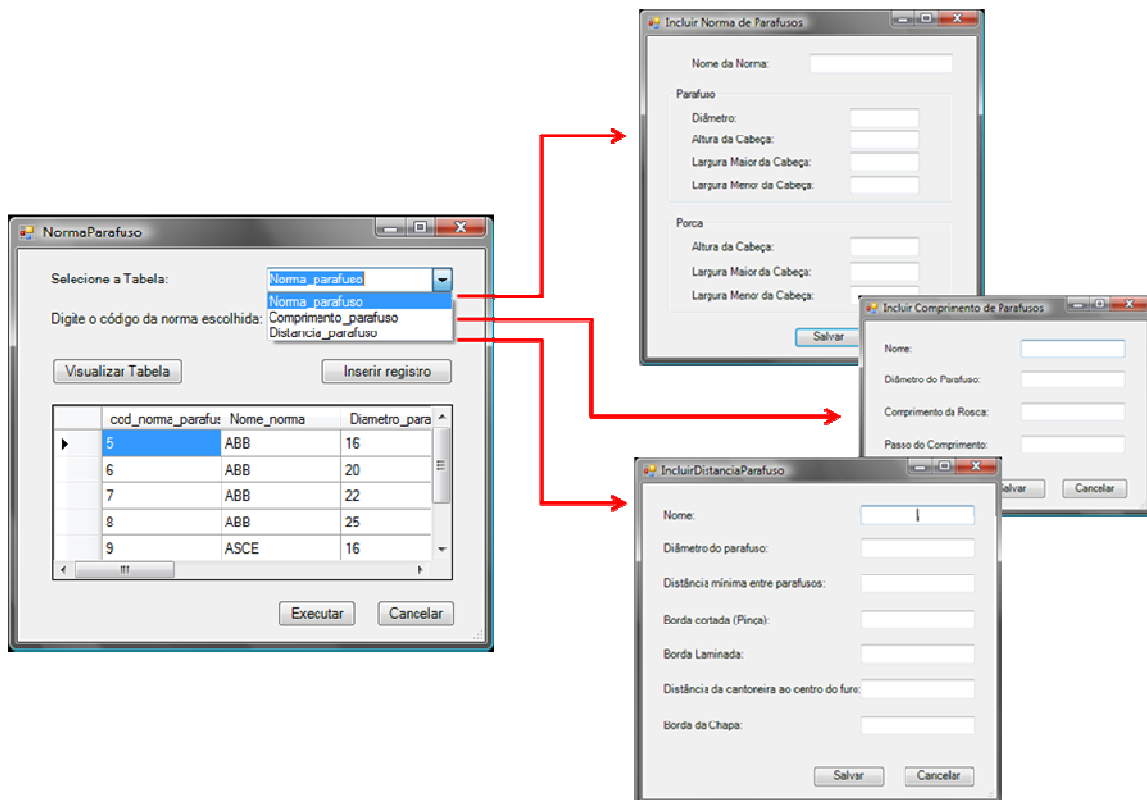 NormaParafuso
Selecione a Tabela:
Norma_parafuso
Norma_parafuso
Comprimento_parafuso
Distancia_parafuso
Digite o código da norma escolhida:
Visualizar Tabela
Inserir registro
cod_norma_parafu: Nome_norma Diametro_para
5 ABB 16
6 ABB 20
7 ABB 22
8 ABB 25
9 ASCE 16
Executar
Cancelar
Incluir Norma de Parafusos
Nome da Norma:
Parafuso
Diâmetro:
Altura da Cabeça:
Largura Maior da Cabeça:
Largura Menor da Cabeça:
Porca
Altura da Cabeça:
Largura Maior da Cabeça:
Largura Menor da Cabeça:
Salvar
Incluir Comprimento de Parafusos
Nome:
Diâmetro do Parafuso:
Comprimento da Rosca:
Passo do Comprimento:
alvar
Cancelar
IncluirDistanciaParafuso
Nome:
Diâmetro do parafuso:
Distância mínima entre parafusos:
Borda cortada (Pinça):
Borda Laminada:
Distância da cantoneira ao centro do furo:
Borda da Chapa:
Salvar
Cancelar